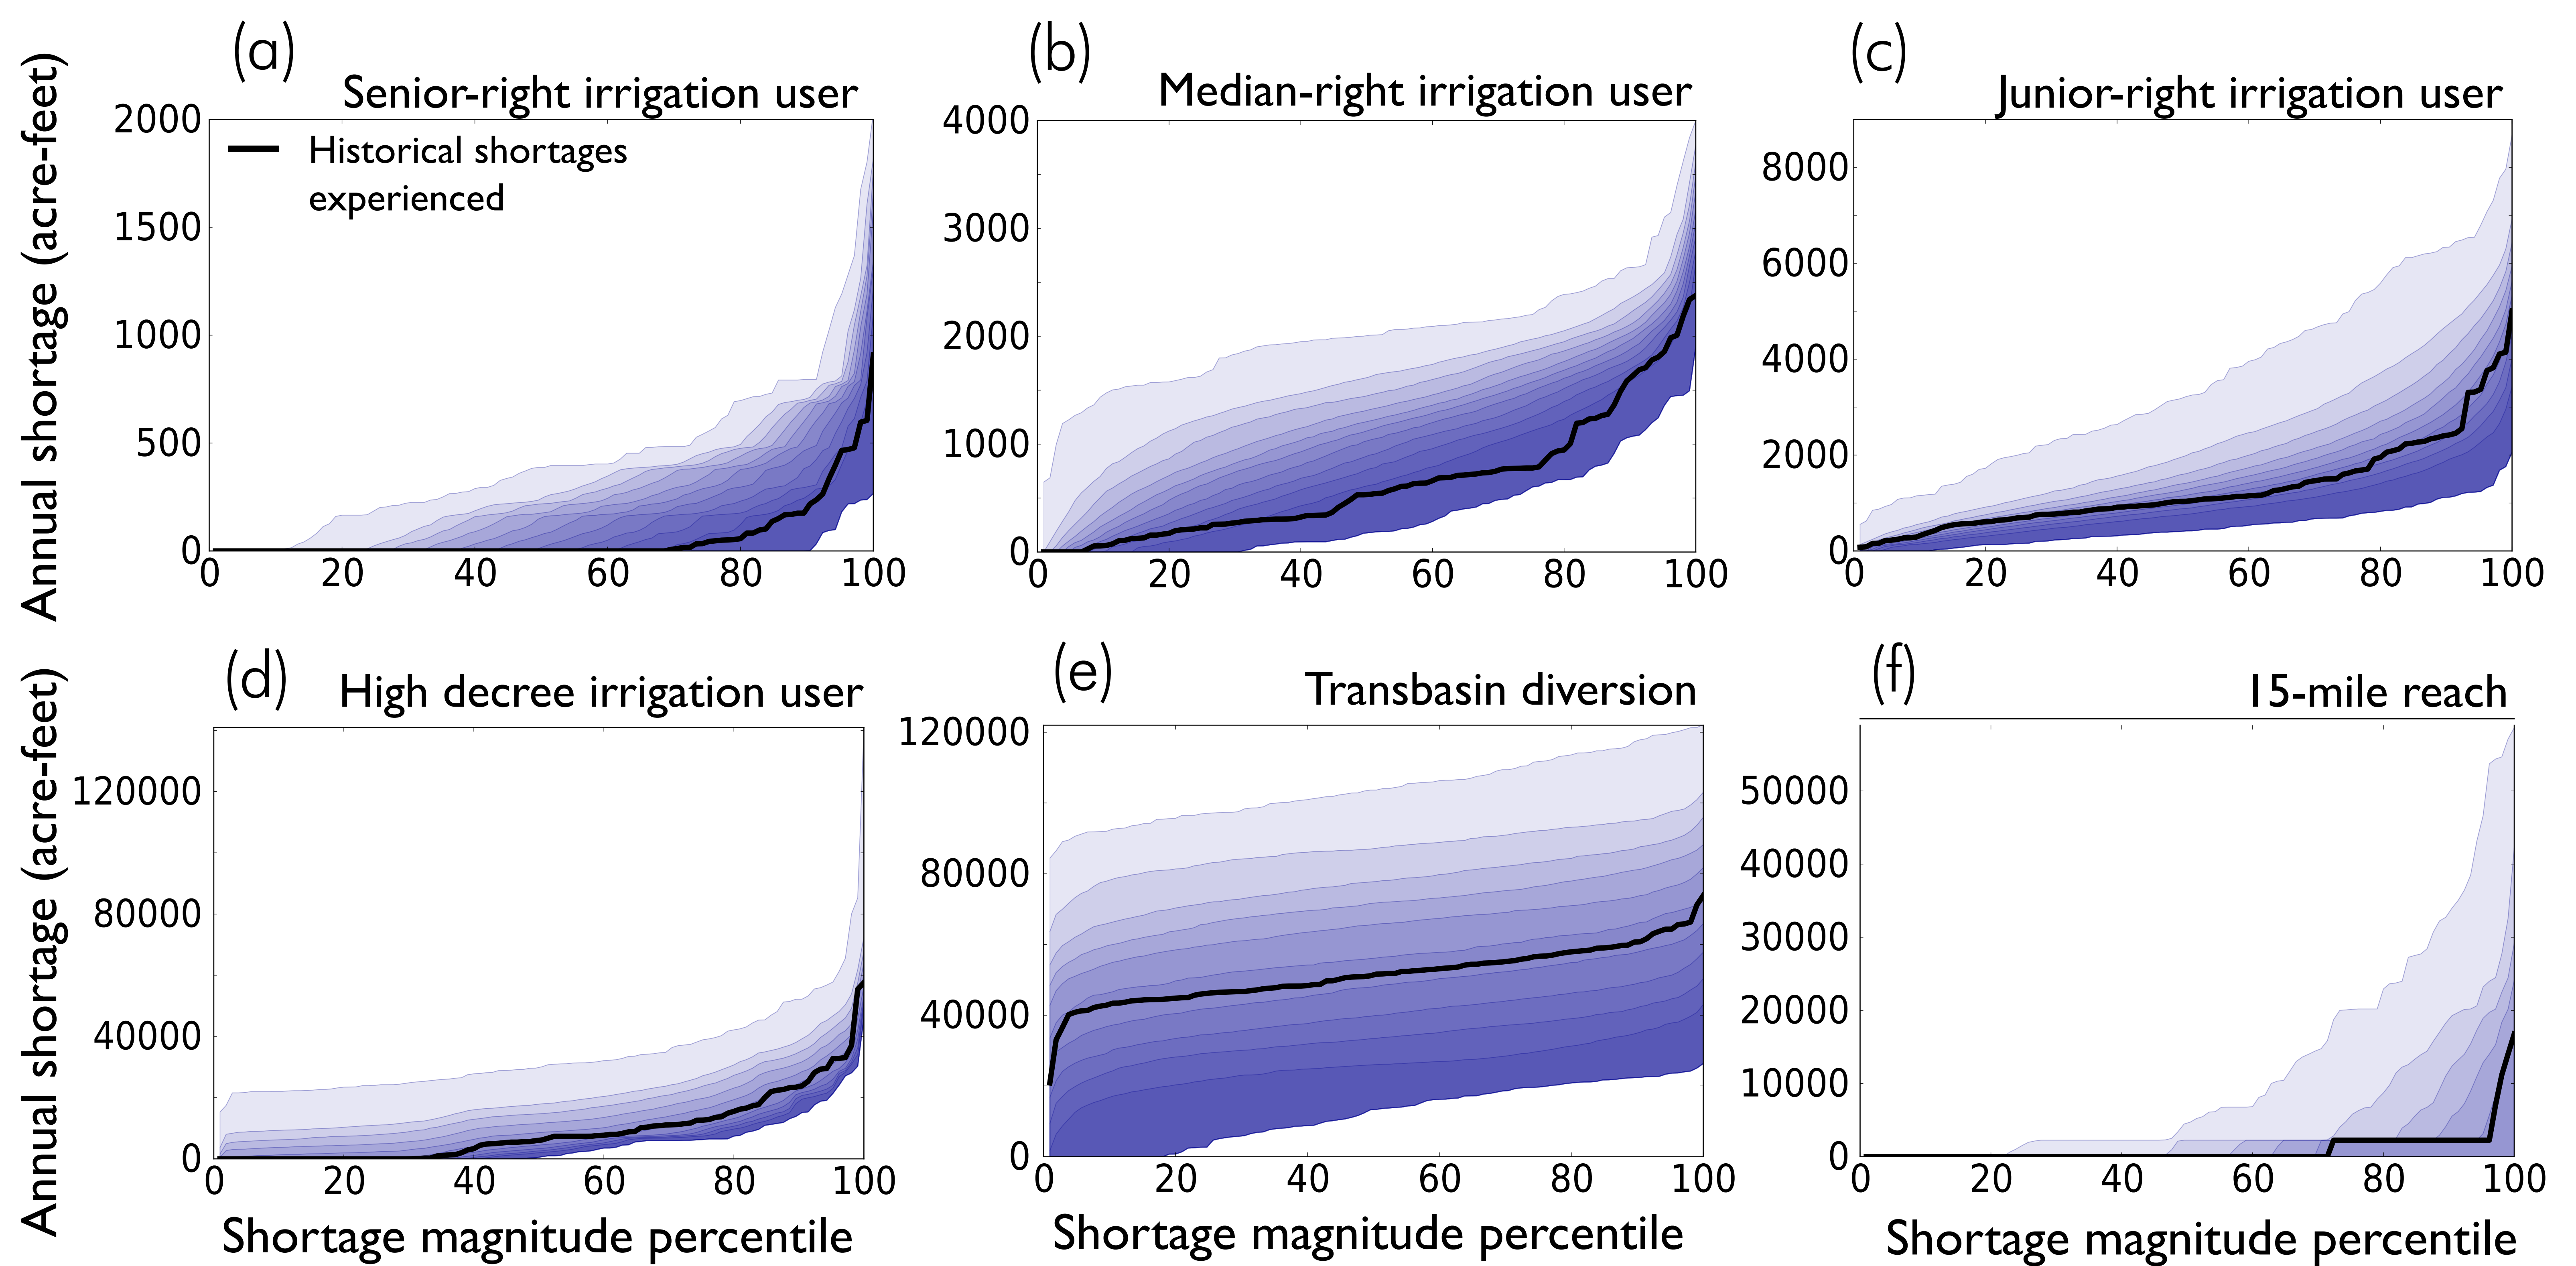 (a)
Senior-right irrigation user
Annual shortage (acre-feet)
2000
1500
1000
500
0
Historical shortages
experienced
0 20 40 60 80 100
(b)
Median-right irrigation user
4000
3000
2000
1000
0
0 20 40 60 80 100
(c)
Junior-right irrigation user
8000
6000
4000
2000
0
0 20 40 60 80 100
(d)
High decree irrigation user
Annual shortage (acre-feet)
120000
80000
40000
0
0 20 40 60 80 100
Shortage magnitude percentile
(e)
Transbasin diversion
120000
80000
40000
0
0 20 40 60 80 100
Shortage magnitude percentile
(f)
15-mile reach
50000
40000
30000
20000
10000
0
0 20 40 60 80 100
Shortage magnitude percentile